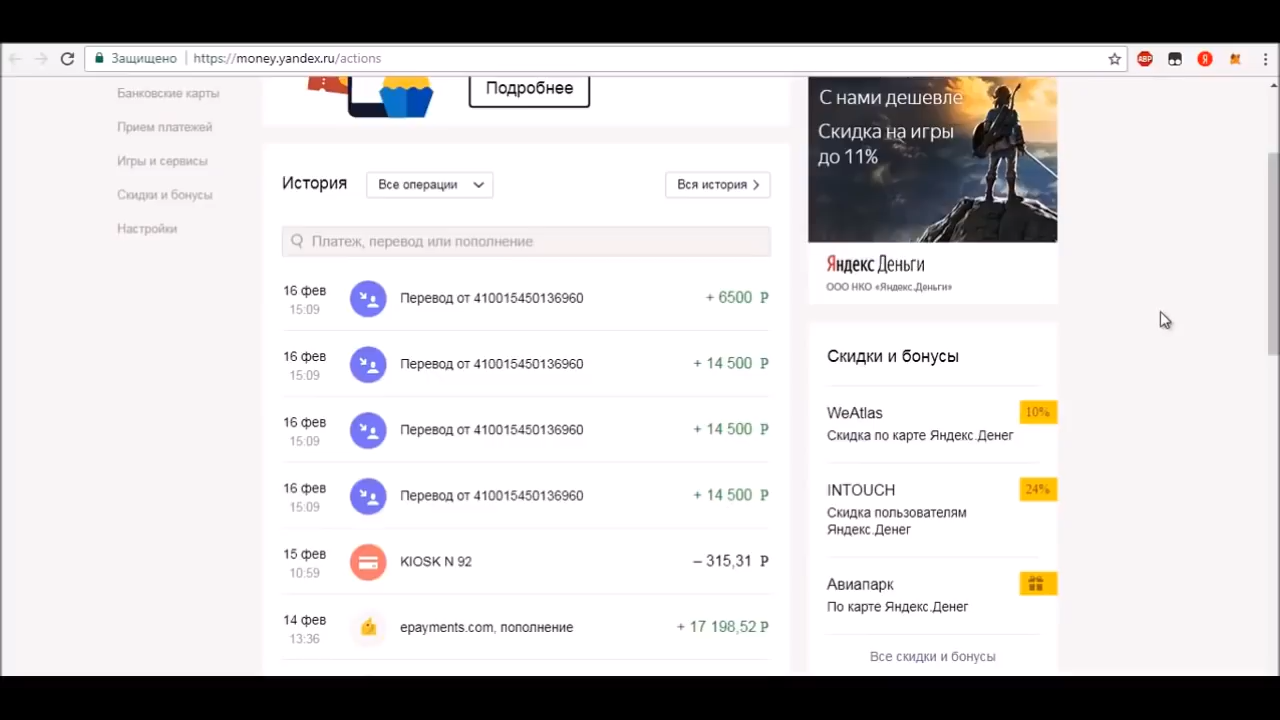 Защищено
https://money.yandex.ru/actions
ABP
Я
Банковские карты
Прием платежей
Игры и сервисы
Скидки и бонусы
Настройки
Подробнее
История
Все операции
Вся история
Платеж, перевод или пополнение
16 фев
15:09
Перевод от 410015450136960
+ 6500 Р
16 фев
15:09
Перевод от 410015450136960
+ 14 500 Р
16 фев
15:09
Перевод от 410015450136960
+ 14 500 Р
16 фев
15:09
Перевод от 410015450136960
+ 14 500 Р
15 фев
10:59
KIOSK N 92
– 315,31 Р
14 фев
13:36
epayments.com, пополнение
+ 17 198,52 Р
С нами дешевле
Скидка на игры
до 11%
Яндекс Деньги
ООО НКО «Яндекс.Деньги»
Скидки и бонусы
WeAtlas
10%
Скидка по карте Яндекс.Денег
INTOUCH
24%
Скидка пользователям
Яндекс.Денег
Авиапарк
По карте Яндекс.Денег
Все скидки и бонусы